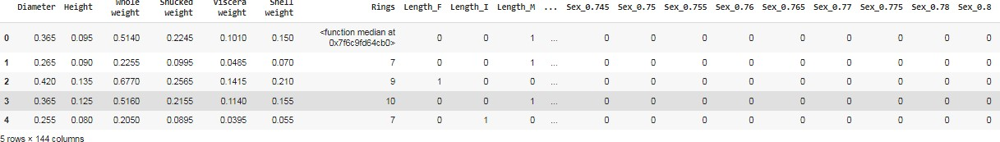 Diameter Height Whole weight Shucked weight Viscera weight Shell weight Rings Length_F Length_I Length_M ... Sex_0.745 Sex_0.75 Sex_0.755 Sex_0.76 Sex_0.765 Sex_0.77 Sex_0.775 Sex_0.78 Sex_0.8
0 0.365 0.095 0.5140 0.2245 0.1010 0.150 <function median at 0x7f6c9fd64cb0> 0 0 1 ... 0 0 0 0 0 0 0 0 0
1 0.265 0.090 0.2255 0.0995 0.0485 0.070 7 0 0 1 ... 0 0 0 0 0 0 0 0 0
2 0.420 0.135 0.6770 0.2565 0.1415 0.210 9 1 0 0 ... 0 0 0 0 0 0 0 0 0
3 0.365 0.125 0.5160 0.2155 0.1140 0.155 10 0 0 1 ... 0 0 0 0 0 0 0 0 0
4 0.255 0.080 0.2050 0.0895 0.0395 0.055 7 0 1 0 ... 0 0 0 0 0 0 0 0 0
5 rows × 144 columns